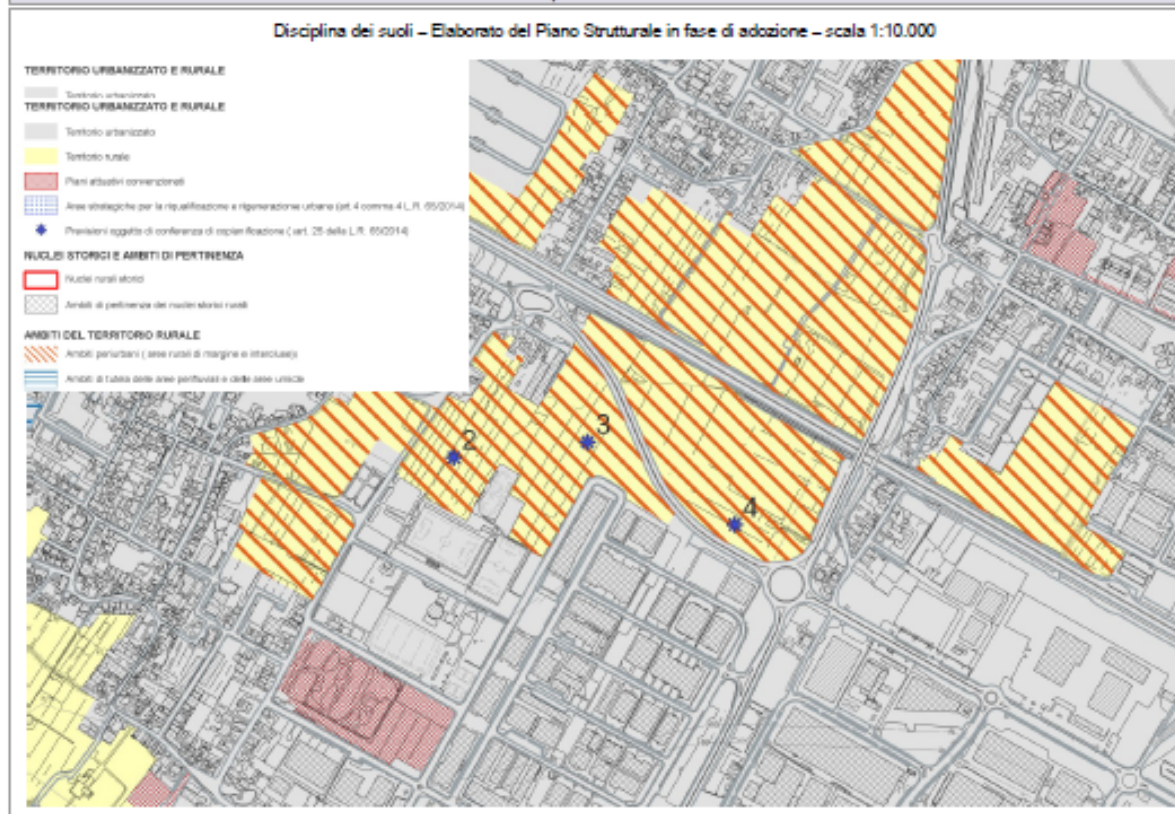 Disciplina dei suoli – Elaborato del Piano Strutturale in fase di adozione – scala 1:10.000
TERRITORIO URBANIZZATO E RURALE
Territorio urbanizzato
TERRITORIO URBANIZZATO E RURALE
Territorio urbanizzato
Territorio rurale
Piani attuativi convenzionati
Aree strategiche per la riqualificazione e rigenerazione urbana (art.4 comma 4 L.R. 65/2014)
Previsioni oggetto di conferenza di copianificazione ( art. 25 della L.R. 65/2014)
NUCLEI STORICI E AMBITI DI PERTINENZA
Nuclei rurali storici
Ambiti di pertinenza dei nuclei storici rurali
AMBITI DEL TERRITORIO RURALE
Ambiti periurbani ( aree rurali di margine e intercluse)
Ambiti di tutela delle aree perifluviali e delle aree umide
2
3
4